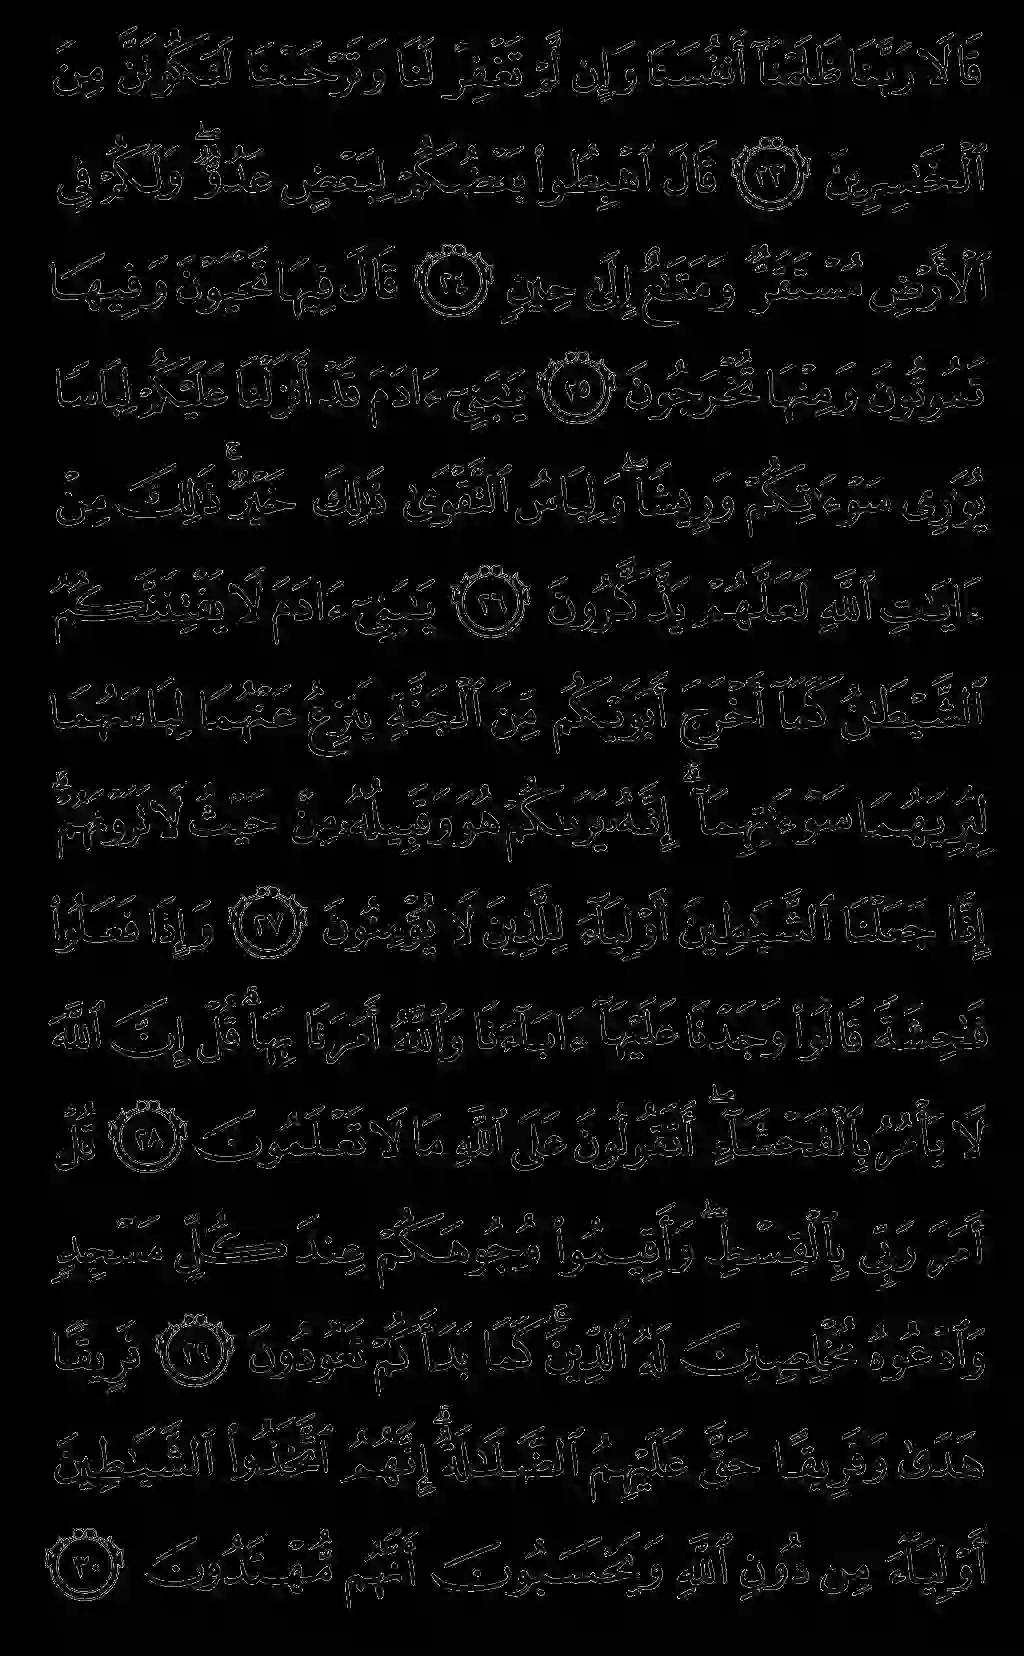 قَالَا رَبَّنَا ظَلَمْنَآ أَنفُسَنَا وَإِن لَّمْ تَغْفِرْ لَنَا وَتَرْحَمْنَا لَنَكُونَنَّ مِنَ
ٱلْخَٰسِرِينَ ٢٣ قَالَ ٱهْبِطُوا۟ بَعْضُكُمْ لِبَعْضٍ عَدُوٌّ ۖ وَلَكُمْ فِى
ٱلْأَرْضِ مُسْتَقَرٌّ وَمَتَٰعٌ إِلَىٰ حِينٍ ٢٤ قَالَ فِيهَا تَحْيَوْنَ وَفِيهَا
تَمُوتُونَ وَمِنْهَا تُخْرَجُونَ ٢٥ يَٰبَنِىٓ ءَادَمَ قَدْ أَنزَلْنَا عَلَيْكُمْ لِبَاسًا
يُوَٰرِى سَوْءَٰتِكُمْ وَرِيشًا ۖ وَلِبَاسُ ٱلتَّقْوَىٰ ذَٰلِكَ خَيْرٌ ۚ ذَٰلِكَ مِنْ
ءَايَٰتِ ٱللَّهِ لَعَلَّهُمْ يَذَّكَّرُونَ ٢٦ يَٰبَنِىٓ ءَادَمَ لَا يَفْتِنَنَّكُمُ
ٱلشَّيْطَٰنُ كَمَآ أَخْرَجَ أَبَوَيْكُم مِّنَ ٱلْجَنَّةِ يَنزِعُ عَنْهُمَا لِبَاسَهُمَا
لِيُرِيَهُمَا سَوْءَٰتِهِمَآ ۗ إِنَّهُۥ يَرَىٰكُمْ هُوَ وَقَبِيلُهُۥ مِنْ حَيْثُ لَا تَرَوْنَهُمْ ۗ
إِنَّا جَعَلْنَا ٱلشَّيَٰطِينَ أَوْلِيَآءَ لِلَّذِينَ لَا يُؤْمِنُونَ ٢٧ وَإِذَا فَعَلُوا۟
فَٰحِشَةً قَالُوا۟ وَجَدْنَا عَلَيْهَآ ءَابَآءَنَا وَٱللَّهُ أَمَرَنَا بِهَا ۗ قُلْ إِنَّ ٱللَّهَ
لَا يَأْمُرُ بِٱلْفَحْشَآءِ ۖ أَتَقُولُونَ عَلَى ٱللَّهِ مَا لَا تَعْلَمُونَ ٢٨ قُلْ
أَمَرَ رَبِّى بِٱلْقِسْطِ ۖ وَأَقِيمُوا۟ وُجُوهَكُمْ عِندَ كُلِّ مَسْجِدٍ
وَٱدْعُوهُ مُخْلِصِينَ لَهُ ٱلدِّينَ ۚ كَمَا بَدَأَكُمْ تَعُودُونَ ٢٩ فَرِيقًا
هَدَىٰ وَفَرِيقًا حَقَّ عَلَيْهِمُ ٱلضَّلَٰلَةُ ۗ إِنَّهُمُ ٱتَّخَذُوا۟ ٱلشَّيَٰطِينَ
أَوْلِيَآءَ مِن دُونِ ٱللَّهِ وَيَحْسَبُونَ أَنَّهُم مُّهْتَدُونَ ٣٠